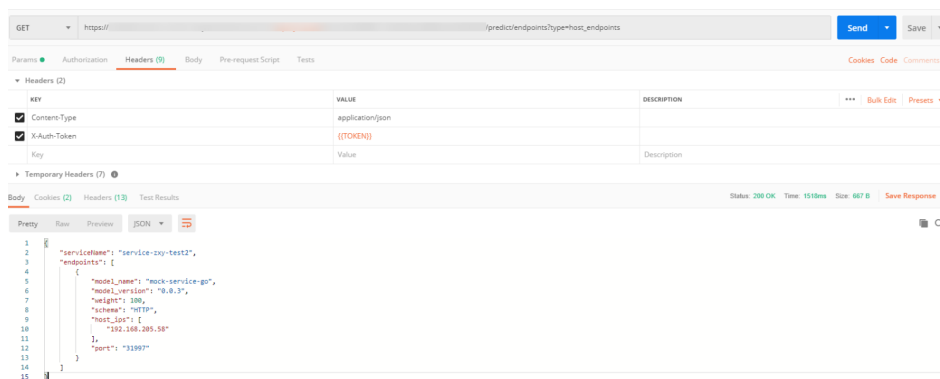 GET https:// /predict/endpoints?type=host_endpoints Send Save
Params Authorization Headers (9) Body Pre-request Script Tests Cookies Code Comments
Headers (2)
KEY VALUE DESCRIPTION ••• Bulk Edit Presets
Content-Type application/json
X-Auth-Token {{TOKEN}}
Key Value Description
Temporary Headers (7)
Body Cookies (2) Headers (13) Test Results Status: 200 OK Time: 1518ms Size: 667 B Save Response
Pretty Raw Preview JSON
1 {
2 "serviceName": "service-zxy-test2",
3 "endpoints": [
4 {
5 "model_name": "mock-service-go",
6 "model_version": "0.0.3",
7 "weight": 100,
8 "schema": "HTTP",
9 "host_ips": [
10 "192.168.205.58"
11 ],
12 "port": "31997"
13 }
14 ]
15 }